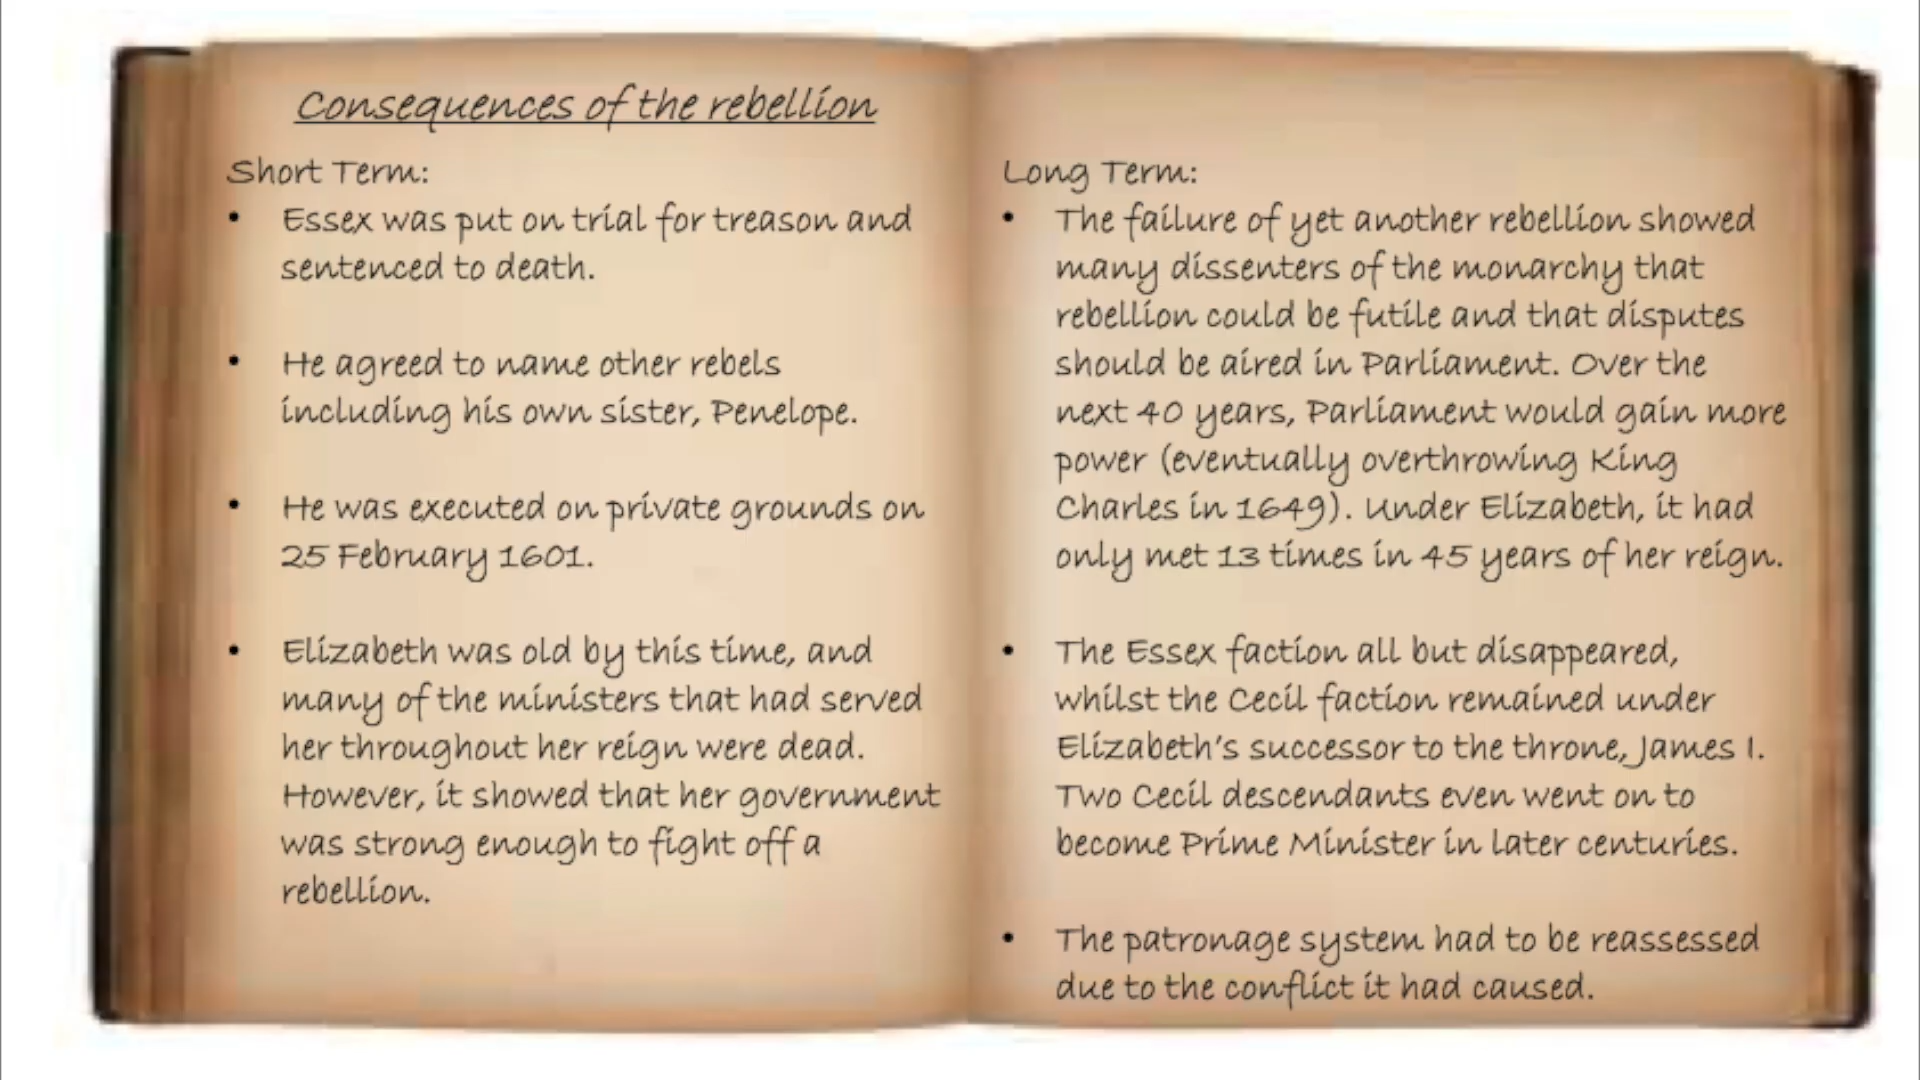 Consequences of the rebellion
Short Term:
• Essex was put on trial for treason and
sentenced to death.
• He agreed to name other rebels
including his own sister, Penelope.
• He was executed on private grounds on
25 February 1601.
• Elizabeth was old by this time, and
many of the ministers that had served
her throughout her reign were dead.
However, it showed that her government
was strong enough to fight off a
rebellion.
Long Term:
• The failure of yet another rebellion showed
many dissenters of the monarchy that
rebellion could be futile and that disputes
should be aired in Parliament. Over the
next 40 years, Parliament would gain more
power (eventually overthrowing King
Charles in 1649). Under Elizabeth, it had
only met 13 times in 45 years of her reign.
• The Essex faction all but disappeared,
whilst the Cecil faction remained under
Elizabeth's successor to the throne, James I.
Two Cecil descendants even went on to
become Prime Minister in later centuries.
• The patronage system had to be reassessed
due to the conflict it had caused.